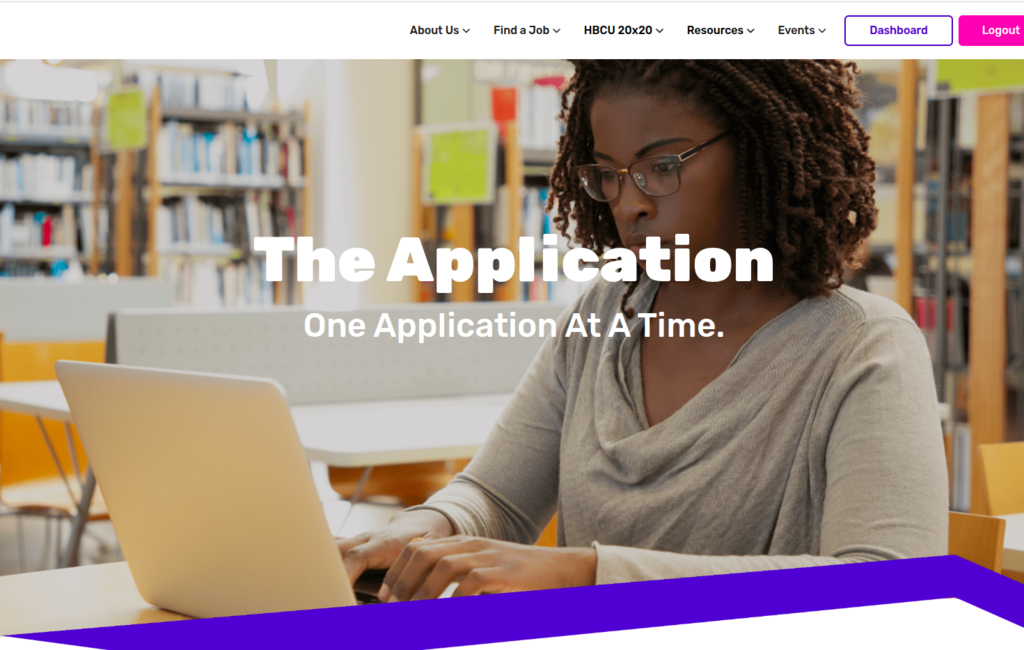 About Us Find a Job HBCU 20x20 Resources Events Dashboard Logout
The Application
One Application At A Time.